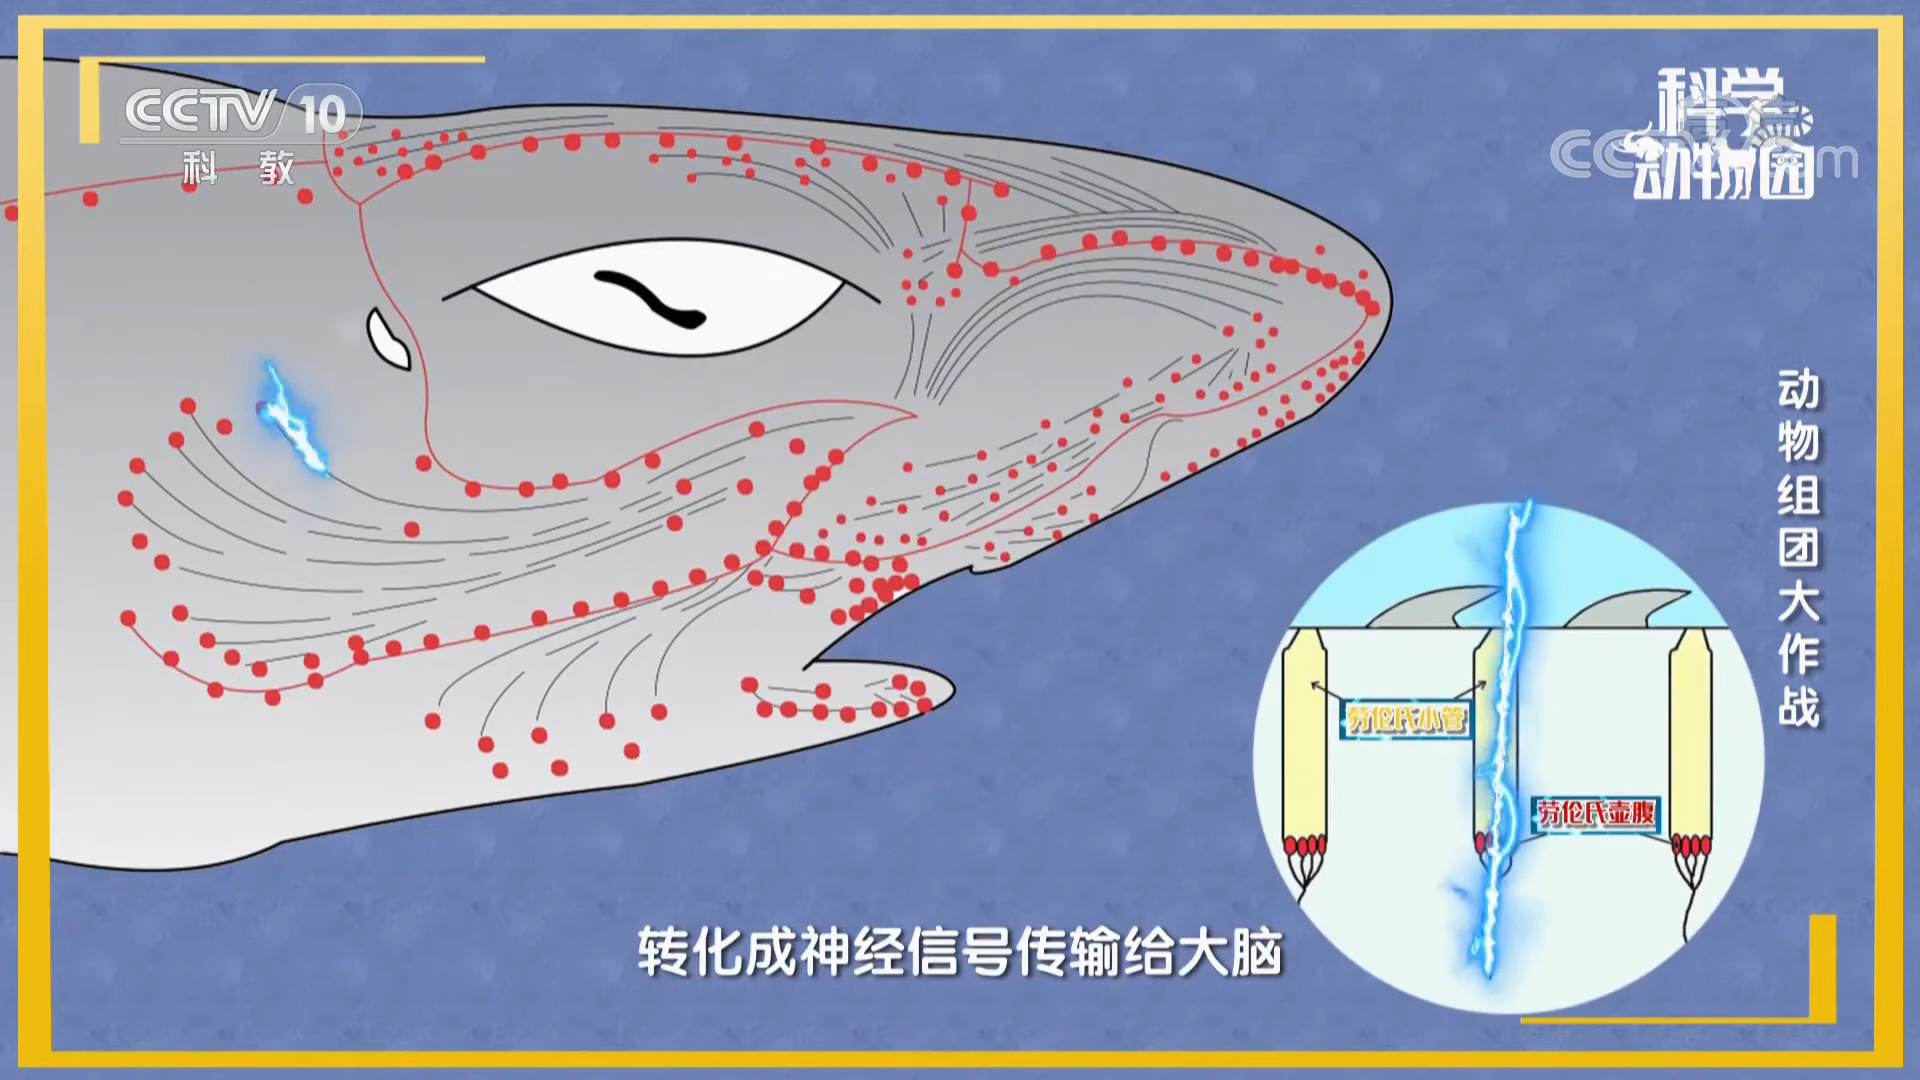 CCTV 10
科教
科学
动物园
动物组团大作战
劳伦氏小管
劳伦氏壶腹
转化成神经信号传输给大脑